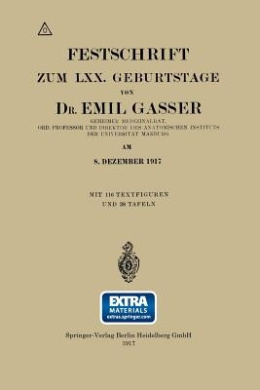 FESTSCHRIFT
ZUM LXX. GEBURTSTAGE
VON
DR. EMIL GASSER
GEHEIMER MEDIZINALRAT,
ORD. PROFESSOR UND DIREKTOR DES ANATOMISCHEN INSTITUTS
DER UNIVERSITÄT MARBURG
AM
8. DEZEMBER 1917
MIT 116 TEXTFIGUREN
UND 38 TAFELN
EXTRA
MATERIALS
extras.springer.com
Springer-Verlag Berlin Heidelberg GmbH
1917